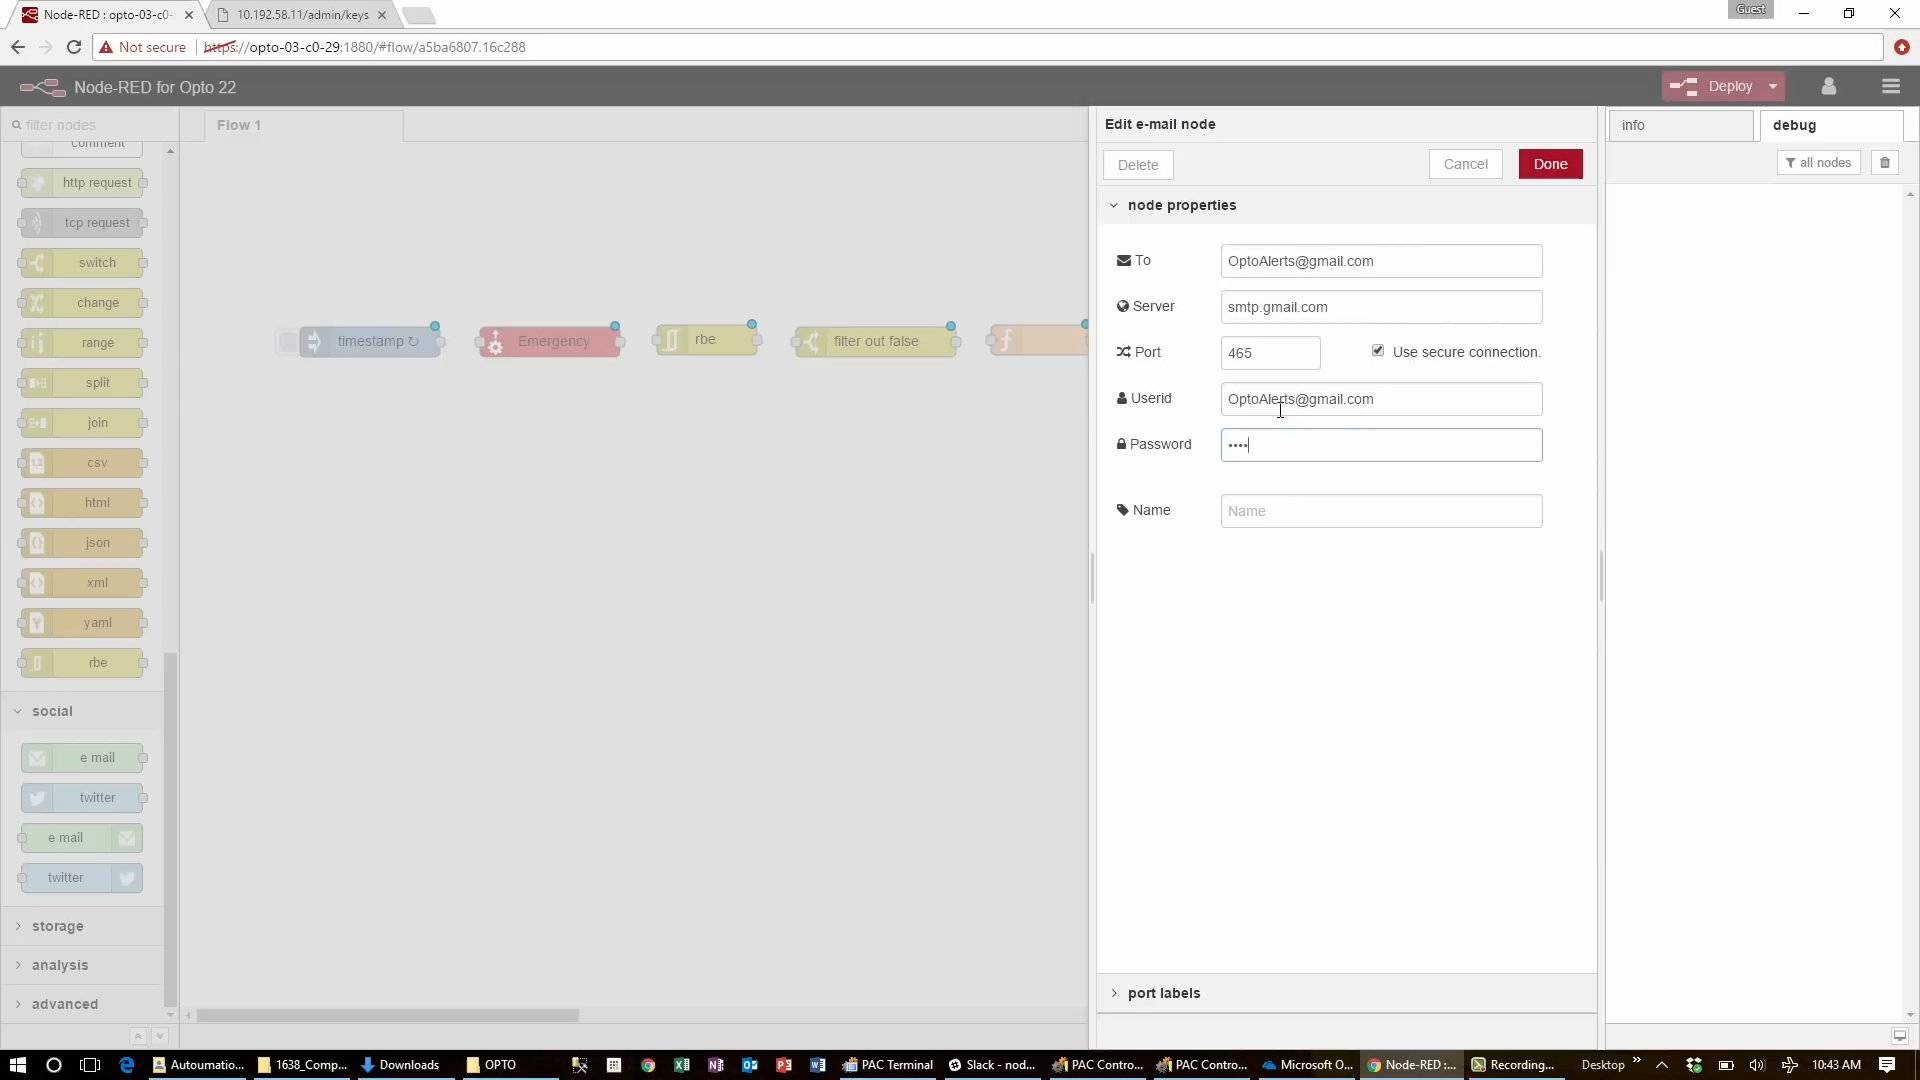 Node-RED : opto-03-c0-
10.192.58.11/admin/keys
Guest
Not secure
https://opto-03-c0-29:1880/#flow/a5ba6807.16c288
Node-RED for Opto 22
Deploy
filter nodes
Flow 1
Edit e-mail node
info
debug
Delete
Cancel
Done
all nodes
comment
http request
tcp request
switch
change
range
split
join
csv
html
json
xml
yaml
rbe
social
e mail
twitter
e mail
twitter
storage
analysis
advanced
timestamp ↻
Emergency
rbe
filter out false
node properties
To
OptoAlerts@gmail.com
Server
smtp.gmail.com
Port
465
Use secure connection.
Userid
OptoAlerts@gmail.com
Password
••••
Name
Name
port labels
Autoumatio...
1638_Comp...
Downloads
OPTO
PAC Terminal
Slack - nod...
PAC Contro...
PAC Contro...
Microsoft O...
Node-RED :...
Recording...
Desktop
10:43 AM